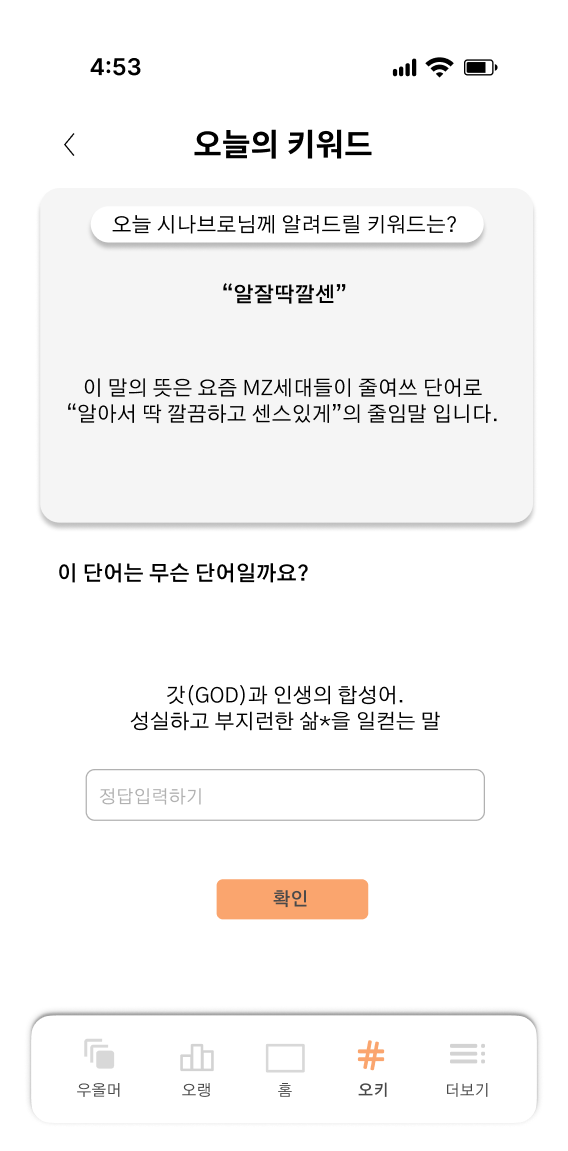 4:53
오늘의 키워드
오늘 시나브로님께 알려드릴 키워드는?
“알잘딱깔센”
이 말의 뜻은 요즘 MZ세대들이 줄여쓰 단어로
“알아서 딱 깔끔하고 센스있게”의 줄임말 입니다.
이 단어는 무슨 단어일까요?
갓(GOD)과 인생의 합성어.
성실하고 부지런한 삶*을 일컫는 말
정답입력하기
확인
우올머 오랭 홈 오키 더보기